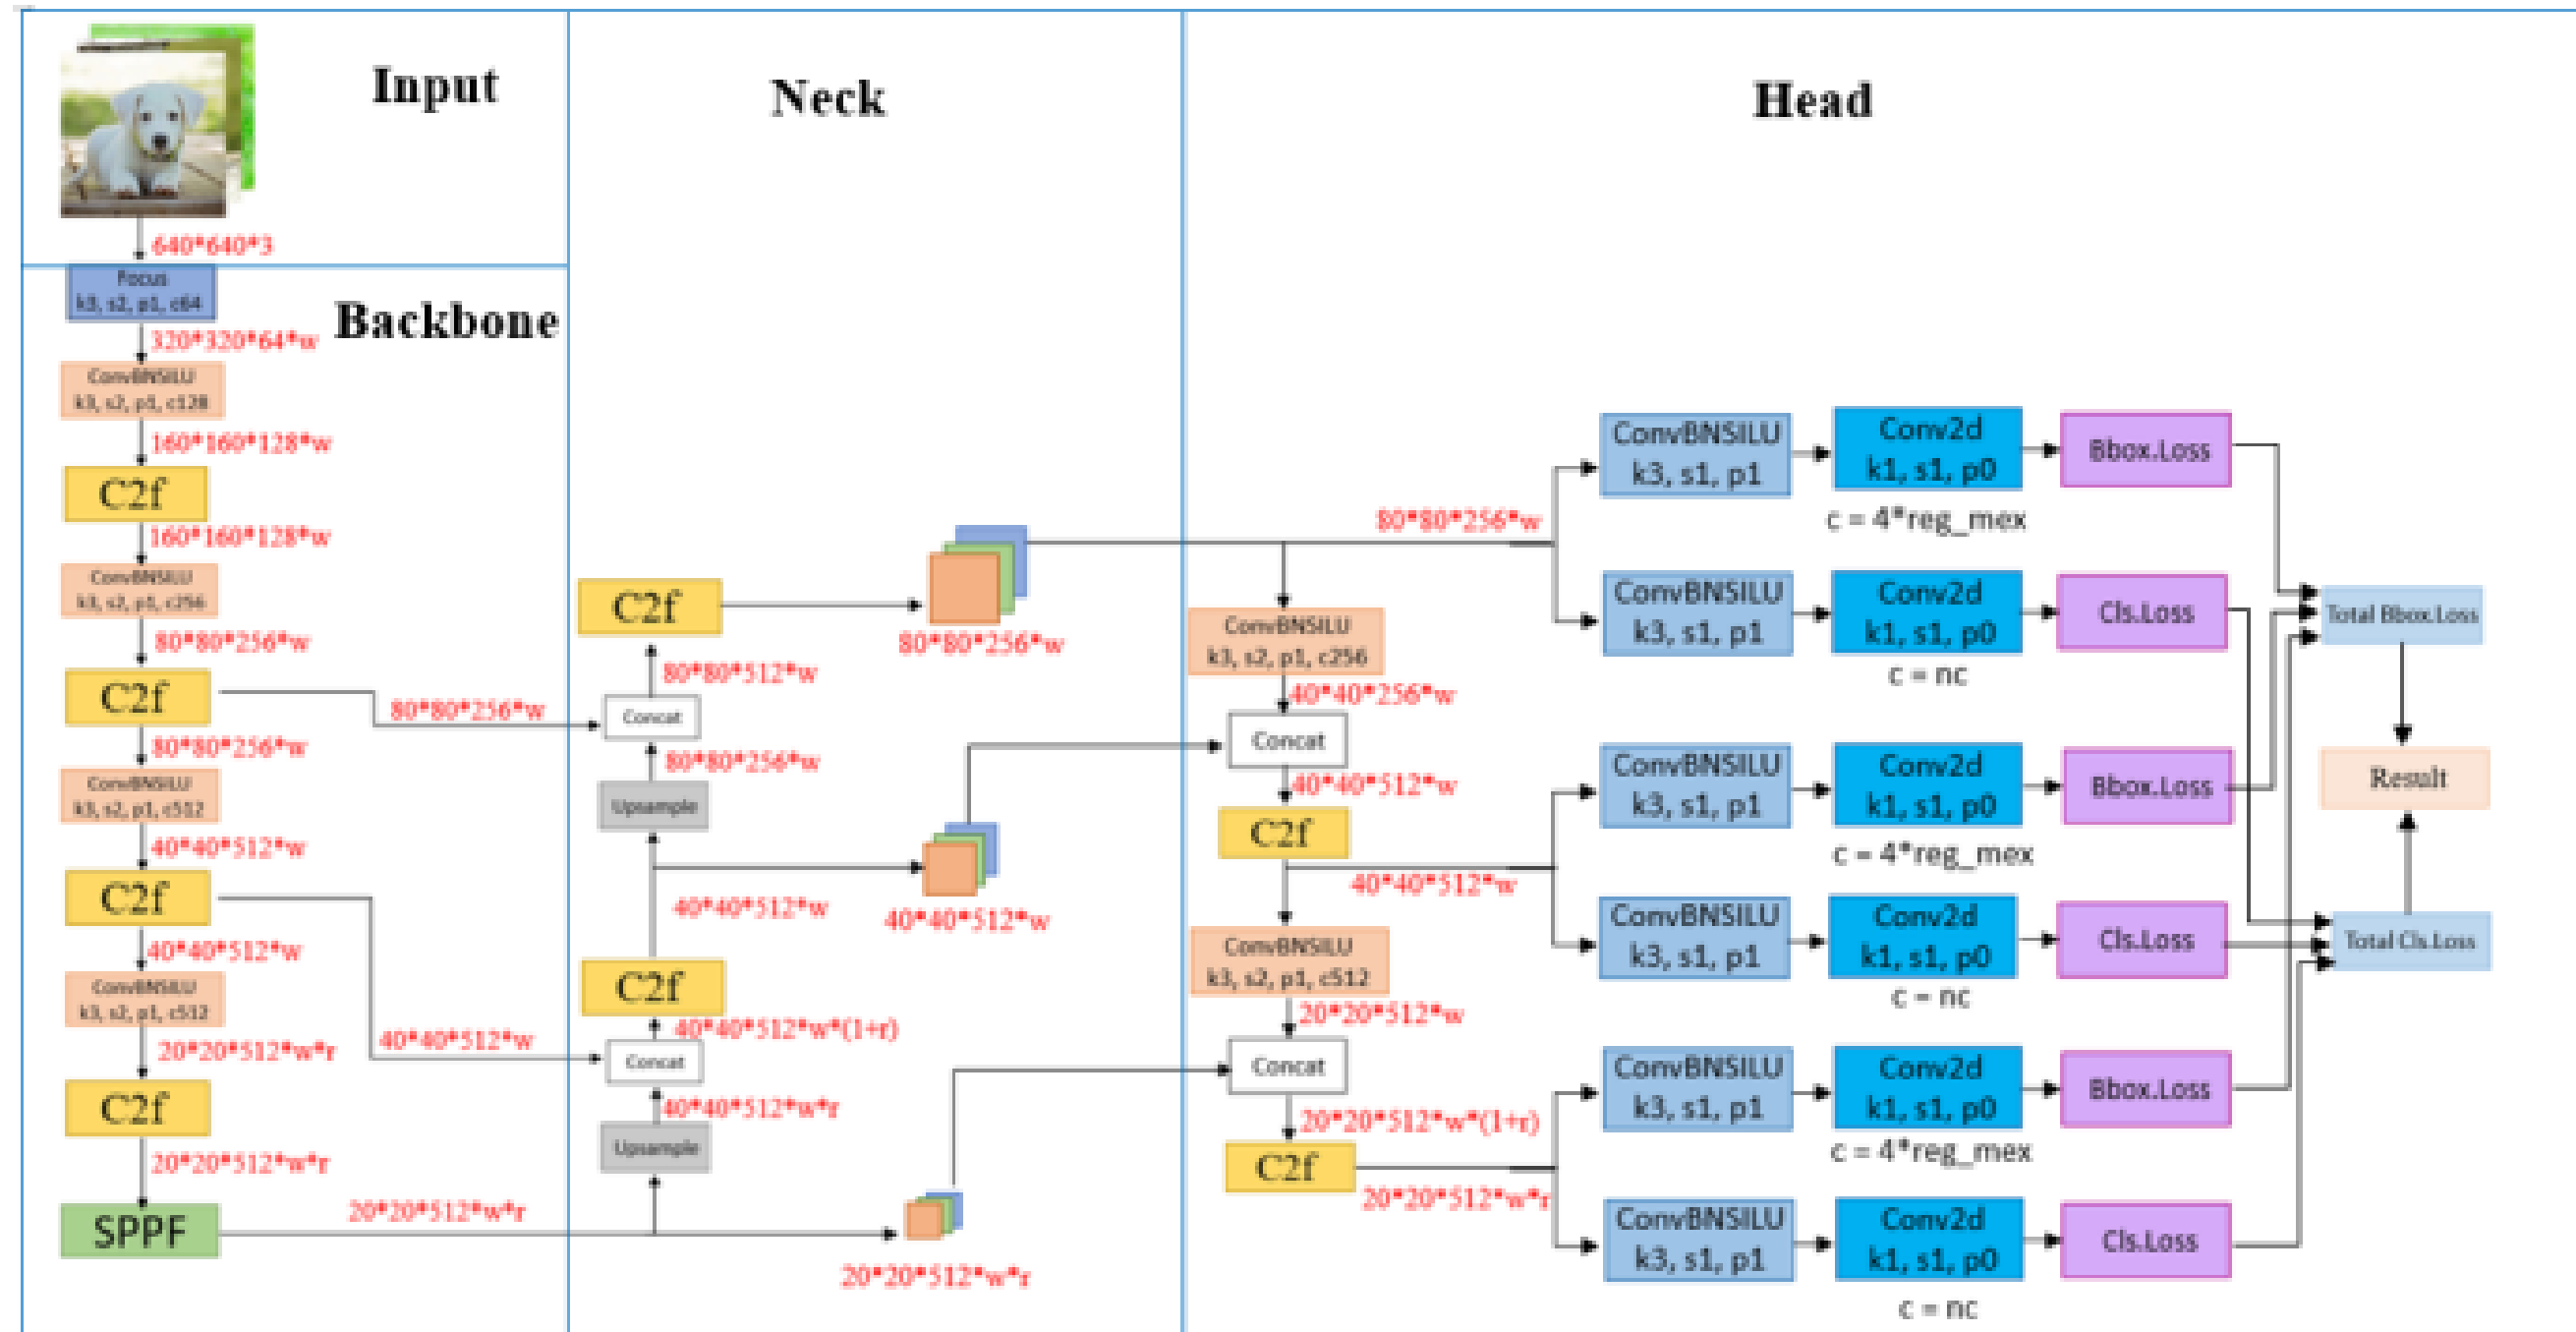 Input
640*640*3
Backbone
Focus
k3, s2, p1, c64
320*320*64*w
ConvBNSILU
k3, s2, p1, c128
160*160*128*w
C2f
160*160*128*w
ConvBNSILU
k3, s2, p1, c256
80*80*256*w
C2f
80*80*256*w
80*80*256*w
ConvBNSILU
k3, s2, p1, c512
40*40*512*w
C2f
40*40*512*w
40*40*512*w
ConvBNSILU
k3, s2, p1, c512
20*20*512*w*r
C2f
20*20*512*w*r
SPPF
20*20*512*w*r
Neck
C2f
80*80*256*w
80*80*512*w
Concat
80*80*256*w
Upsample
40*40*512*w
40*40*512*w
C2f
40*40*512*w*(1+r)
Concat
40*40*512*w*r
Upsample
20*20*512*w*r
Head
80*80*256*w
ConvBNSILU
k3, s2, p1, c256
40*40*256*w
Concat
40*40*512*w
C2f
40*40*512*w
ConvBNSILU
k3, s2, p1, c512
20*20*512*w
Concat
20*20*512*w*(1+r)
C2f
20*20*512*w*r
ConvBNSILU
k3, s1, p1
Conv2d
k1, s1, p0
c = 4*reg_mex
Bbox.Loss
ConvBNSILU
k3, s1, p1
Conv2d
k1, s1, p0
c = nc
Cls.Loss
ConvBNSILU
k3, s1, p1
Conv2d
k1, s1, p0
c = 4*reg_mex
Bbox.Loss
ConvBNSILU
k3, s1, p1
Conv2d
k1, s1, p0
c = nc
Cls.Loss
ConvBNSILU
k3, s1, p1
Conv2d
k1, s1, p0
c = 4*reg_mex
Bbox.Loss
ConvBNSILU
k3, s1, p1
Conv2d
k1, s1, p0
c = nc
Cls.Loss
Total Bbox.Loss
Result
Total Cls.Loss